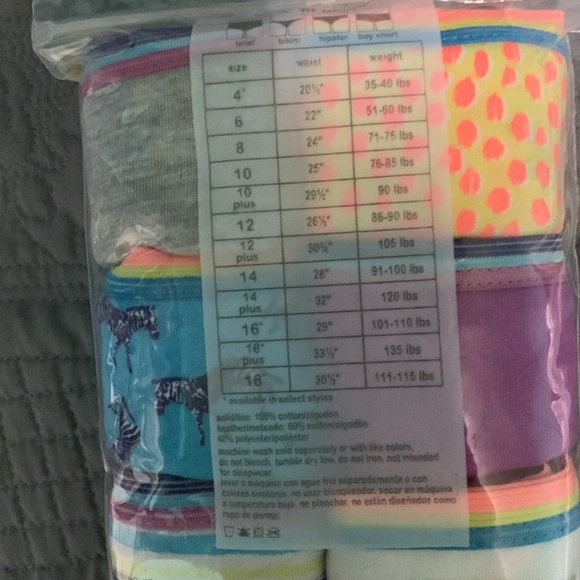 brief bikini hipster boy short
size waist weight
4* 20½" 35-40 lbs
6 22" 51-60 lbs
8 24" 71-75 lbs
10 25" 76-85 lbs
10 plus 29½" 90 lbs
12 26½" 86-90 lbs
12 plus 30¾" 105 lbs
14 28" 91-100 lbs
14 plus 32" 120 lbs
16* 29" 101-110 lbs
16* plus 33½" 135 lbs
18* 30½" 111-115 lbs
* available in select styles
solid/liso: 100% cotton/algodón
heather/moteado: 60% cotton/algodón
40% polyester/poliéster
machine wash cold separately or with like colors,
do not bleach. tumble dry low. do not iron. not intended
for sleepwear.
lavar a máquina con agua fría separadamente o con
colores similares. no usar blanqueador. secar en máquina
a temperatura baja. no planchar. no están diseñados como
ropa de dormir.